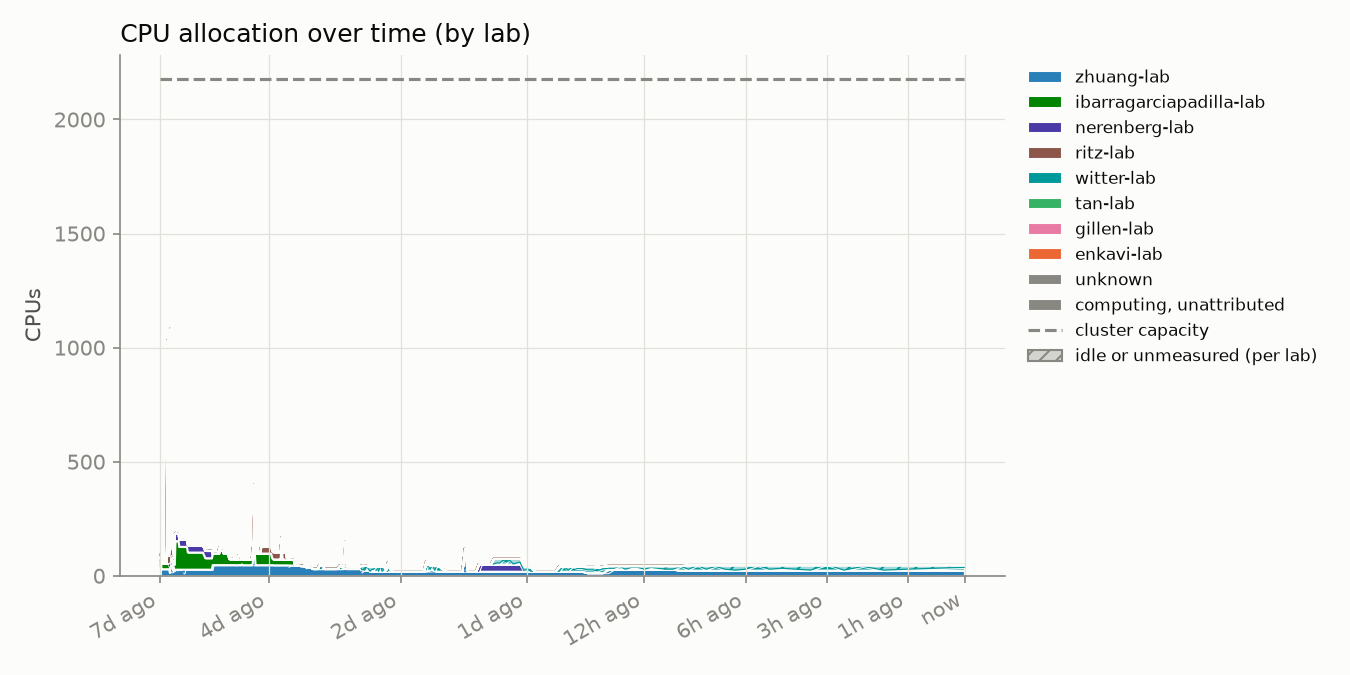 CPU allocation over time (by lab)
CPUs
2000
1500
1000
500
0
7d ago
4d ago
2d ago
1d ago
12h ago
6h ago
3h ago
1h ago
now
zhuang-lab
ibarragarciapadilla-lab
nerenberg-lab
ritz-lab
witter-lab
tan-lab
gillen-lab
enkavi-lab
unknown
computing, unattributed
cluster capacity
idle or unmeasured (per lab)